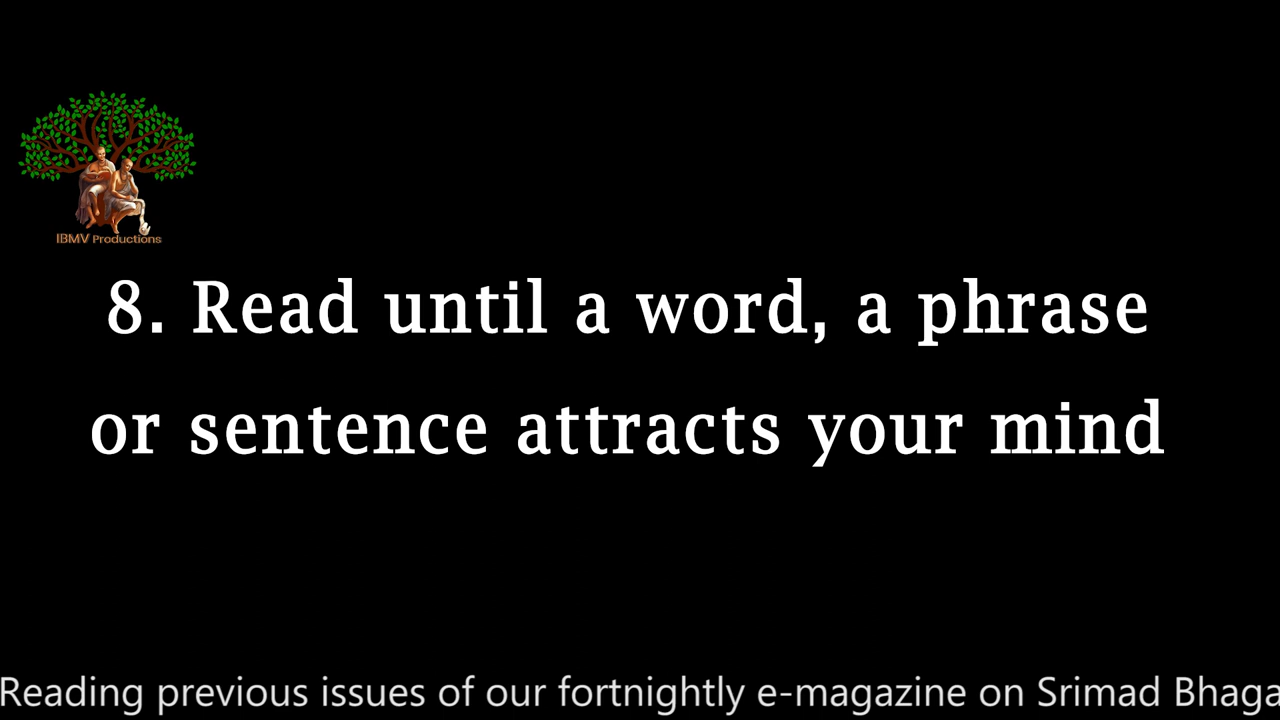 IBMV Productions
8. Read until a word, a phrase
or sentence attracts your mind
Reading previous issues of our fortnightly e-magazine on Srimad Bhaga